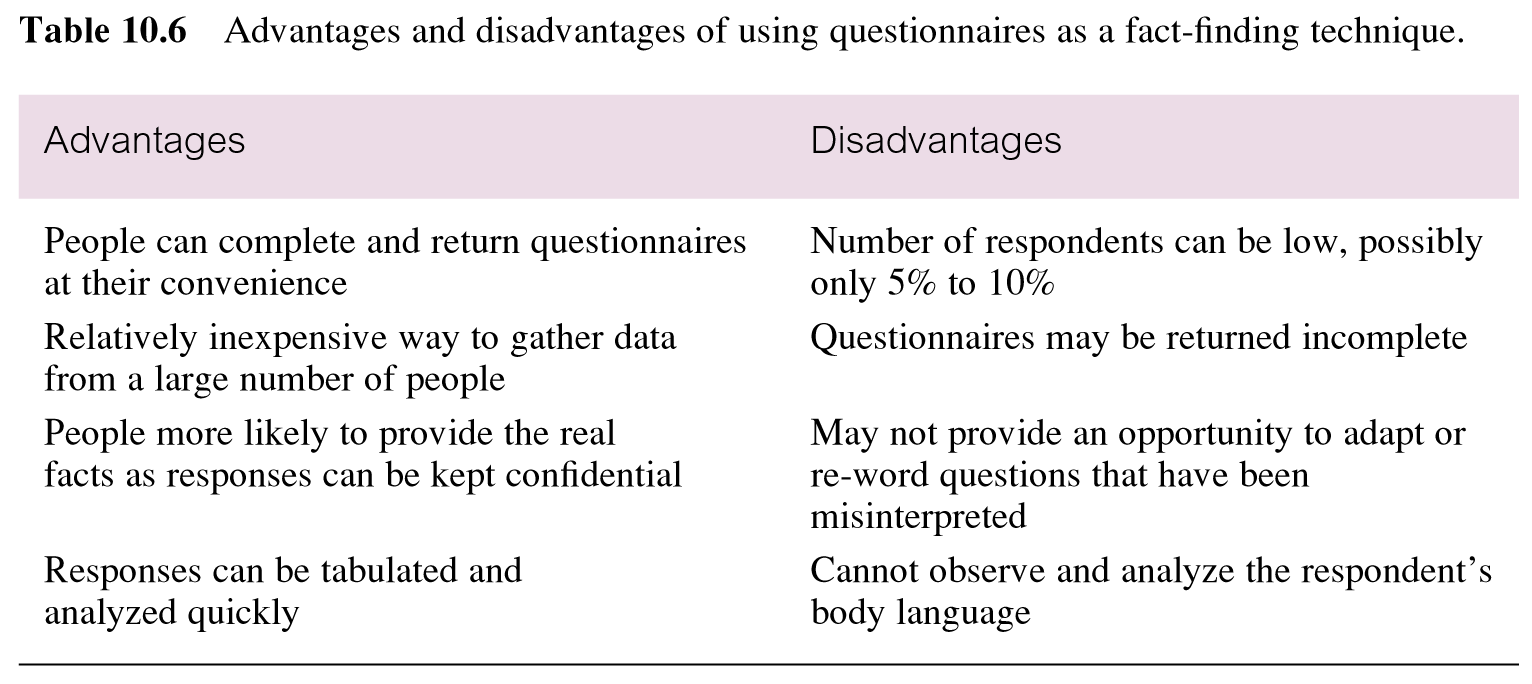 Table 10.6 Advantages and disadvantages of using questionnaires as a fact-finding technique.
Advantages
Disadvantages
People can complete and return questionnaires
at their convenience
Number of respondents can be low, possibly
only 5% to 10%
Relatively inexpensive way to gather data
from a large number of people
Questionnaires may be returned incomplete
People more likely to provide the real
facts as responses can be kept confidential
May not provide an opportunity to adapt or
re-word questions that have been
misinterpreted
Responses can be tabulated and
analyzed quickly
Cannot observe and analyze the respondent’s
body language